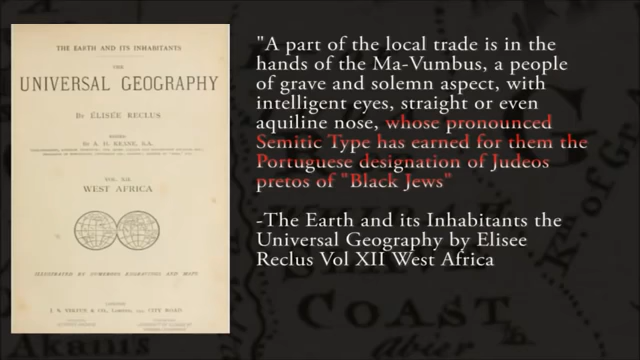 THE EARTH AND ITS INHABITANTS
THE
UNIVERSAL GEOGRAPHY
BY ÉLISÉE RECLUS
EDITED
BY A. H. KEANE, B.A.
VOL. XII.
WEST AFRICA
ILLUSTRATED BY NUMEROUS ENGRAVINGS AND MAPS
LONDON
J. S. VIRTUE & CO., LIMITED, CITY ROAD
"A part of the local trade is in the
hands of the Ma-Vumbus, a people
of grave and solemn aspect, with
intelligent eyes, straight or even
aquiline nose, whose pronounced
Semitic Type has earned for them the
Portuguese designation of Judeos
pretos of "Black Jews"
-The Earth and its Inhabitants the
Universal Geography by Elisee
Reclus Vol XII West Africa
COAST
Akanis
Abier